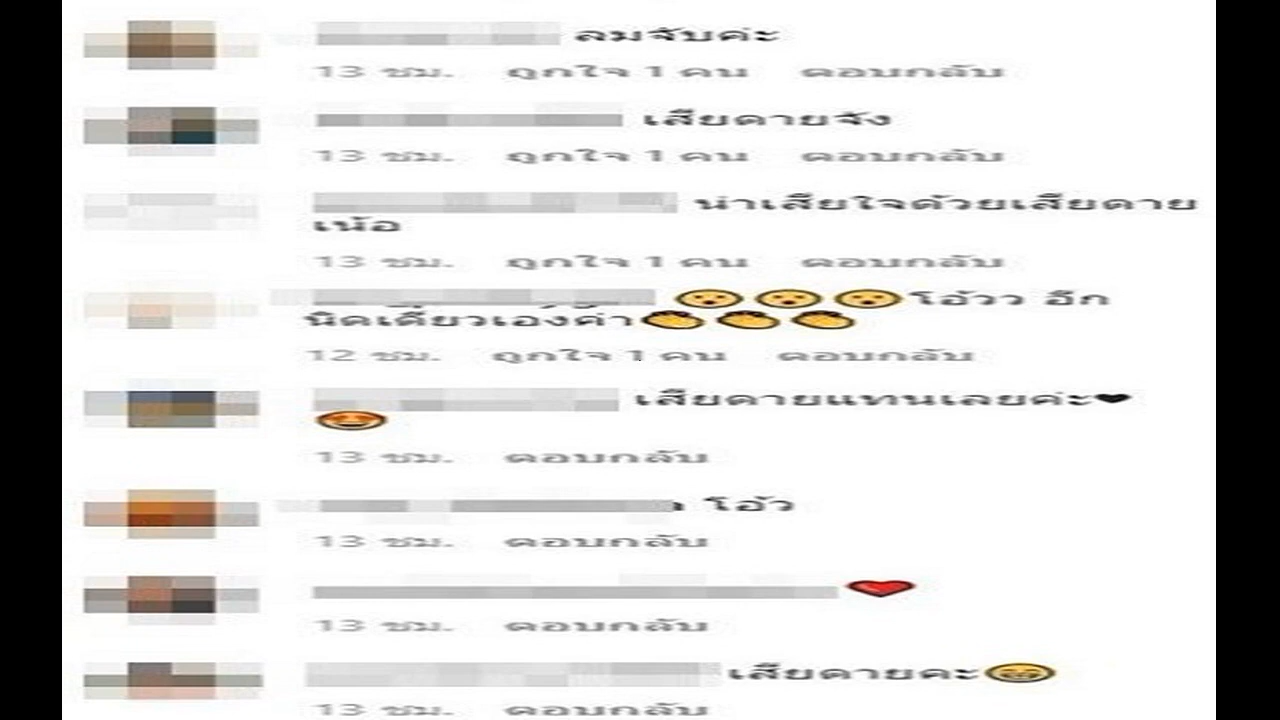 ลมจับค่ะ
13 ชม. ถูกใจ 1 คน ตอบกลับ
เสียดายจัง
13 ชม. ถูกใจ 1 คน ตอบกลับ
น่าเสียใจด้วยเสียดาย
เน้อ
13 ชม. ถูกใจ 1 คน ตอบกลับ
😮😮😮โอ้วว อีก
นิดเดียวเอง์ค่ำ👏👏👏
12 ชม. ถูกใจ 1 คน ตอบกลับ
เสียดายแทนเลยค่ะ❤
😍
13 ชม. ตอบกลับ
โอ้ว
13 ชม. ตอบกลับ
❤️
13 ชม. ตอบกลับ
เสียดายคะ😂
13 ชม. ตอบกลับ